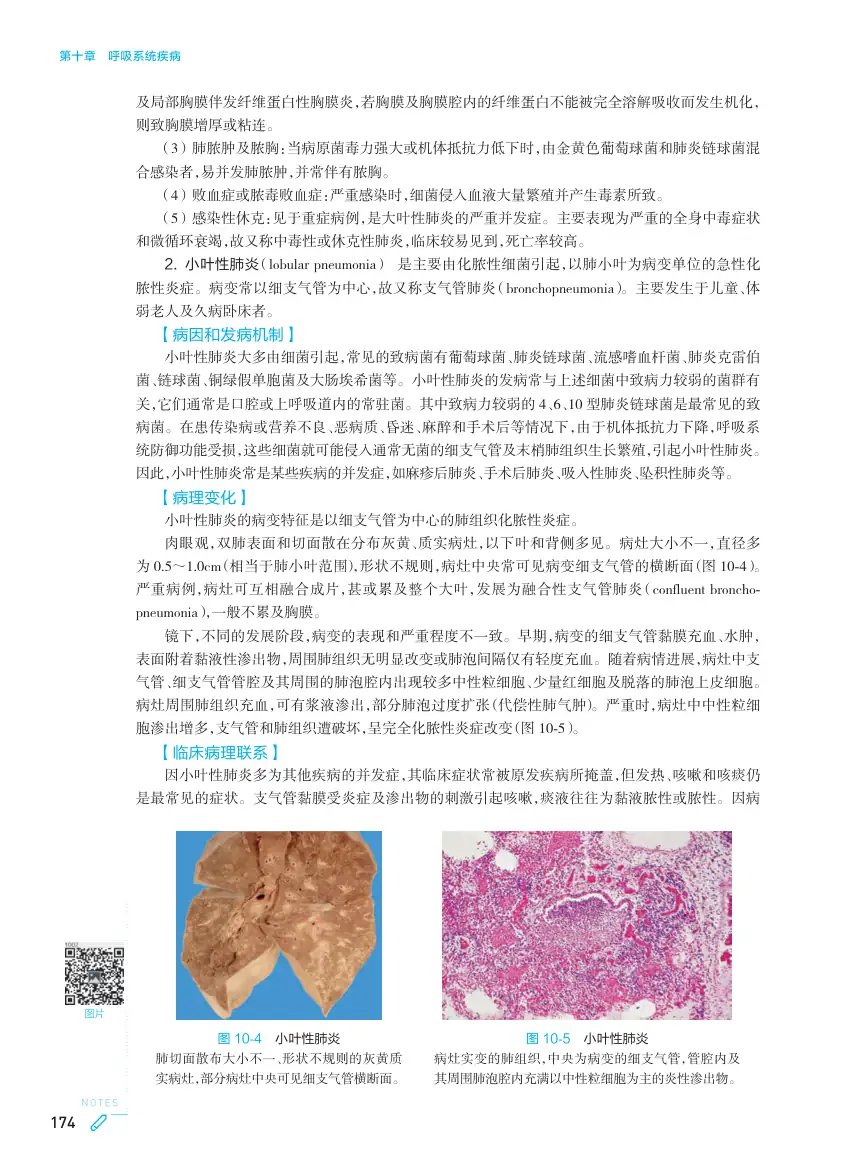 第十章 呼吸系统疾病
及局部胸膜伴发纤维蛋白性胸膜炎,若胸膜及胸膜腔内的纤维蛋白不能被完全溶解吸收而发生机化,
则致胸膜增厚或粘连。
(3)肺脓肿及脓胸:当病原菌毒力强大或机体抵抗力低下时,由金黄色葡萄球菌和肺炎链球菌混
合感染者,易并发肺脓肿,并常伴有脓胸。
(4)败血症或脓毒败血症:严重感染时,细菌侵入血液大量繁殖并产生毒素所致。
(5)感染性休克:见于重症病例,是大叶性肺炎的严重并发症。主要表现为严重的全身中毒症状
和微循环衰竭,故又称中毒性或休克性肺炎,临床较易见到,死亡率较高。
2. 小叶性肺炎(lobular pneumonia) 是主要由化脓性细菌引起,以肺小叶为病变单位的急性化
脓性炎症。病变常以细支气管为中心,故又称支气管肺炎(bronchopneumonia)。主要发生于儿童、体
弱老人及久病卧床者。
【病因和发病机制】
小叶性肺炎大多由细菌引起,常见的致病菌有葡萄球菌、肺炎链球菌、流感嗜血杆菌、肺炎克雷伯
菌、链球菌、铜绿假单胞菌及大肠埃希菌等。小叶性肺炎的发病常与上述细菌中致病力较弱的菌群有
关,它们通常是口腔或上呼吸道内的常驻菌。其中致病力较弱的 4、6、10 型肺炎链球菌是最常见的致
病菌。在患传染病或营养不良、恶病质、昏迷、麻醉和手术后等情况下,由于机体抵抗力下降,呼吸系
统防御功能受损,这些细菌就可能侵入通常无菌的细支气管及末梢肺组织生长繁殖,引起小叶性肺炎。
因此,小叶性肺炎常是某些疾病的并发症,如麻疹后肺炎、手术后肺炎、吸入性肺炎、坠积性肺炎等。
【病理变化】
小叶性肺炎的病变特征是以细支气管为中心的肺组织化脓性炎症。
肉眼观,双肺表面和切面散在分布灰黄、质实病灶,以下叶和背侧多见。病灶大小不一,直径多
为 0.5~1.0cm(相当于肺小叶范围),形状不规则,病灶中央常可见病变细支气管的横断面(图 10-4)。
严重病例,病灶可互相融合成片,甚或累及整个大叶,发展为融合性支气管肺炎(confluent broncho-
pneumonia),一般不累及胸膜。
镜下,不同的发展阶段,病变的表现和严重程度不一致。早期,病变的细支气管黏膜充血、水肿,
表面附着黏液性渗出物,周围肺组织无明显改变或肺泡间隔仅有轻度充血。随着病情进展,病灶中支
气管、细支气管管腔及其周围的肺泡腔内出现较多中性粒细胞、少量红细胞及脱落的肺泡上皮细胞。
病灶周围肺组织充血,可有浆液渗出,部分肺泡过度扩张(代偿性肺气肿)。严重时,病灶中中性粒细
胞渗出增多,支气管和肺组织遭破坏,呈完全化脓性炎症改变(图 10-5)。
【临床病理联系】
因小叶性肺炎多为其他疾病的并发症,其临床症状常被原发疾病所掩盖,但发热、咳嗽和咳痰仍
是最常见的症状。支气管黏膜受炎症及渗出物的刺激引起咳嗽,痰液往往为黏液脓性或脓性。因病
1002
图片
图 10-4 小叶性肺炎
肺切面散布大小不一、形状不规则的灰黄质
实病灶,部分病灶中央可见细支气管横断面。
图 10-5 小叶性肺炎
病灶实变的肺组织,中央为病变的细支气管,管腔内及
其周围肺泡腔内充满以中性粒细胞为主的炎性渗出物。
NOTES
174